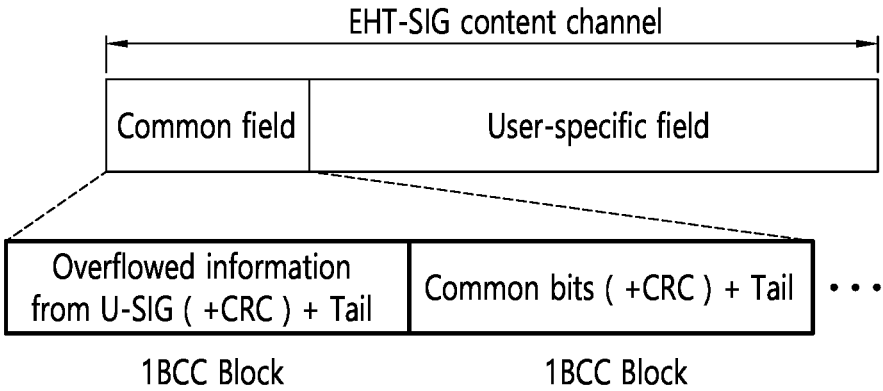 EHT-SIG content channel
Common field
User-specific field
Overflowed information
from U-SIG ( +CRC ) + Tail
Common bits ( +CRC ) + Tail
1BCC Block
1BCC Block